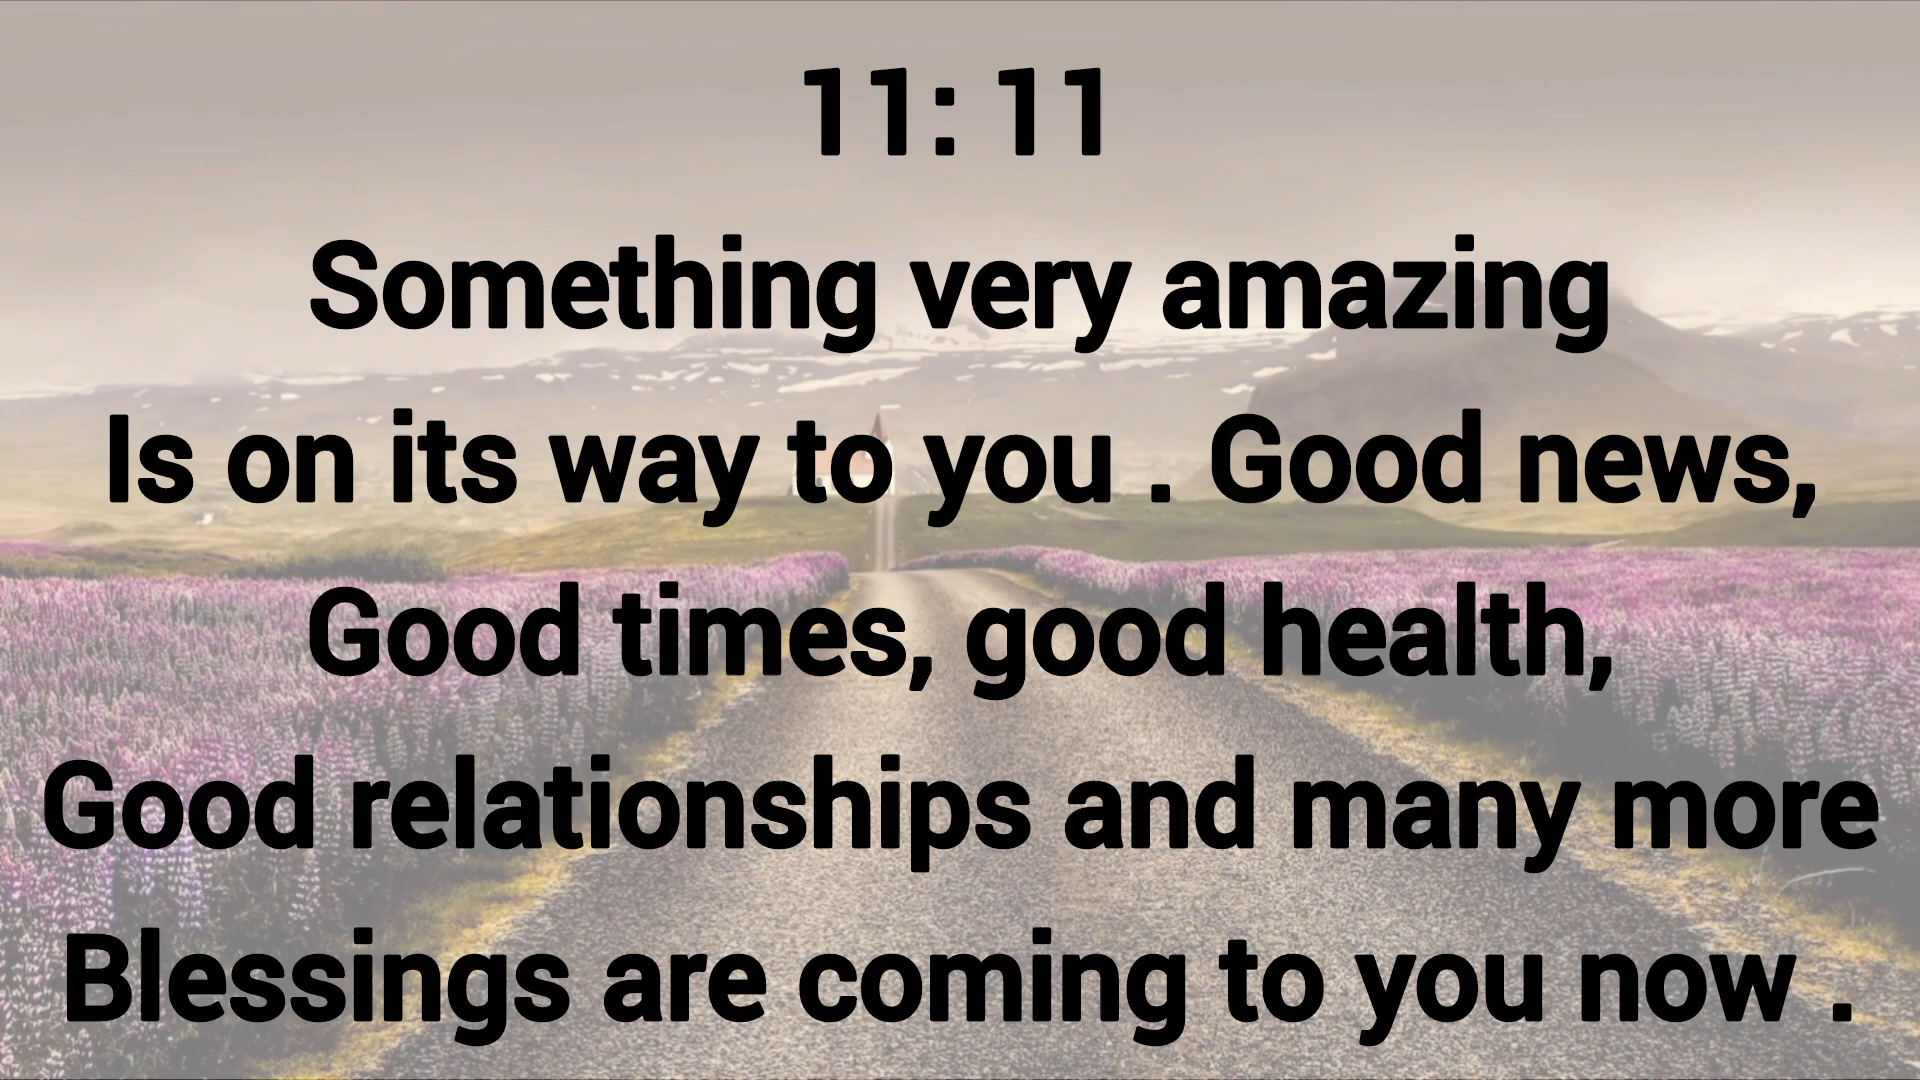 11: 11
Something very amazing
Is on its way to you . Good news,
Good times, good health,
Good relationships and many more
Blessings are coming to you now .